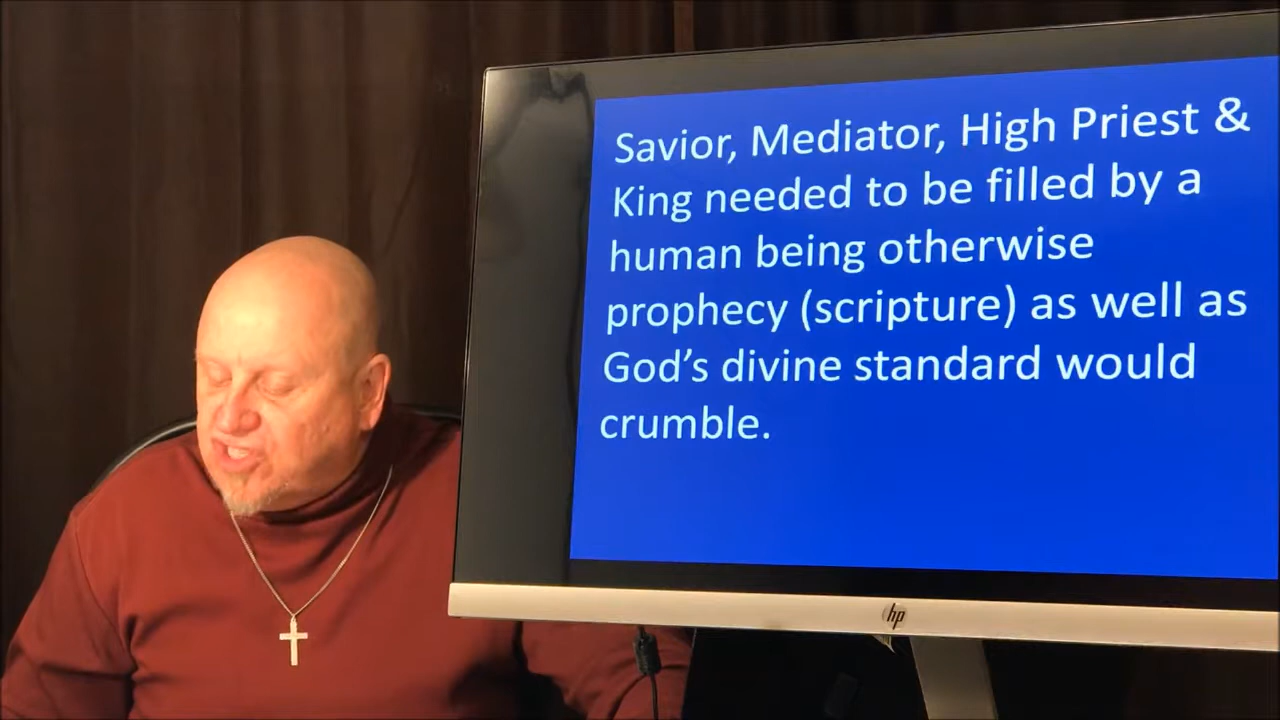 Savior, Mediator, High Priest &
King needed to be filled by a
human being otherwise
prophecy (scripture) as well as
God’s divine standard would
crumble.
hp